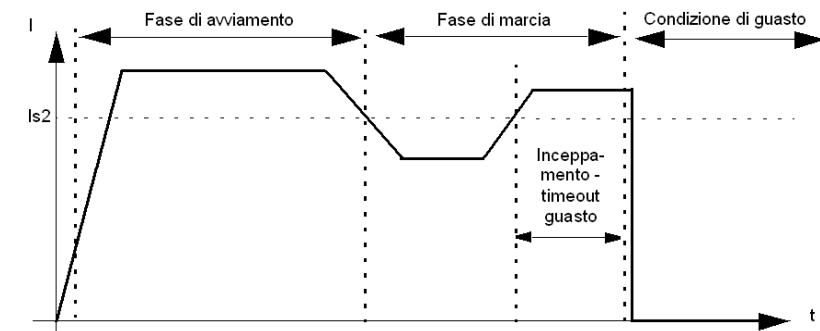 Fase di avviamento
Fase di marcia
Condizione di guasto
I
Is2
Inceppa-
mento -
timeout
guasto
t